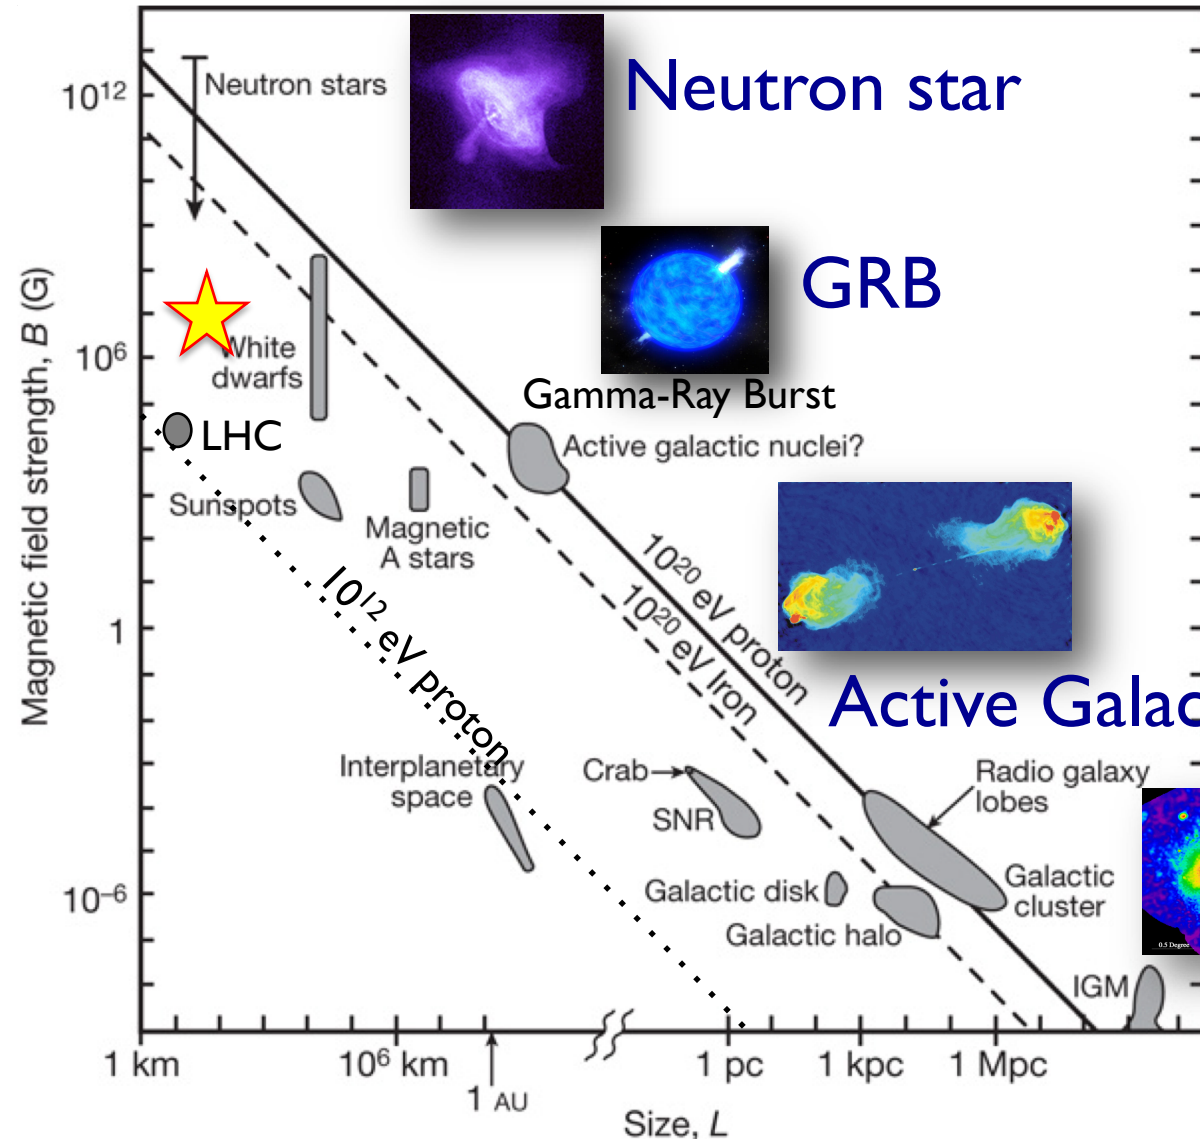 10¹²
Neutron stars
Neutron star
GRB
Magnetic field strength, B (G)
10⁶
White
dwarfs
Gamma-Ray Burst
LHC
Active galactic nuclei?
Sunspots
Magnetic
A stars
10²⁰ eV proton
10²⁰ eV Iron
10¹² eV proton
1
Active Galac
Interplanetary
space
Crab
SNR
Radio galaxy
lobes
10⁻⁶
Galactic disk
Galactic halo
Galactic
cluster
0.5 Degree
IGM
1 km
10⁶ km
1 pc
1 kpc
1 Mpc
1 AU
Size, L